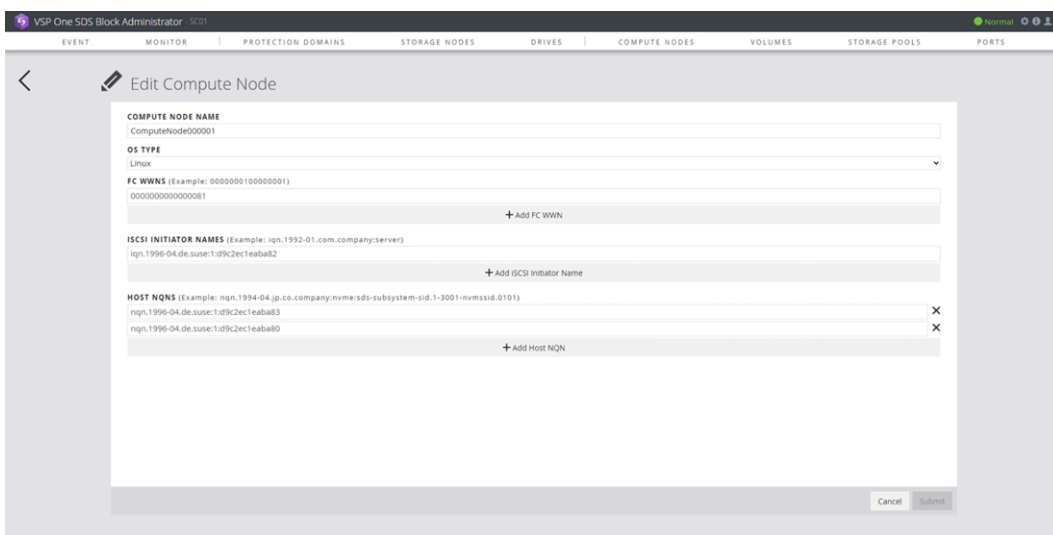 VSP One SDS Block Administrator - SC01
Normal
EVENT MONITOR PROTECTION DOMAINS STORAGE NODES DRIVES COMPUTE NODES VOLUMES STORAGE POOLS PORTS
Edit Compute Node
COMPUTE NODE NAME
ComputeNode000001
OS TYPE
Linux
FC WWNS (Example: 0000000100000001)
0000000000000081
+ Add FC WWN
ISCSI INITIATOR NAMES (Example: iqn.1992-01.com.company:server)
iqn.1996-04.de.suse:1:d9c2ec1eaba82
+ Add iSCSI Initiator Name
HOST NQNS (Example: nqn.1994-04.jp.co.company:nvme:sds-subsystem-sid.1-3001-nvmssid.0101)
nqn.1996-04.de.suse:1:d9c2ec1eaba83
nqn.1996-04.de.suse:1:d9c2ec1eaba80
+ Add Host NQN
Cancel Submit